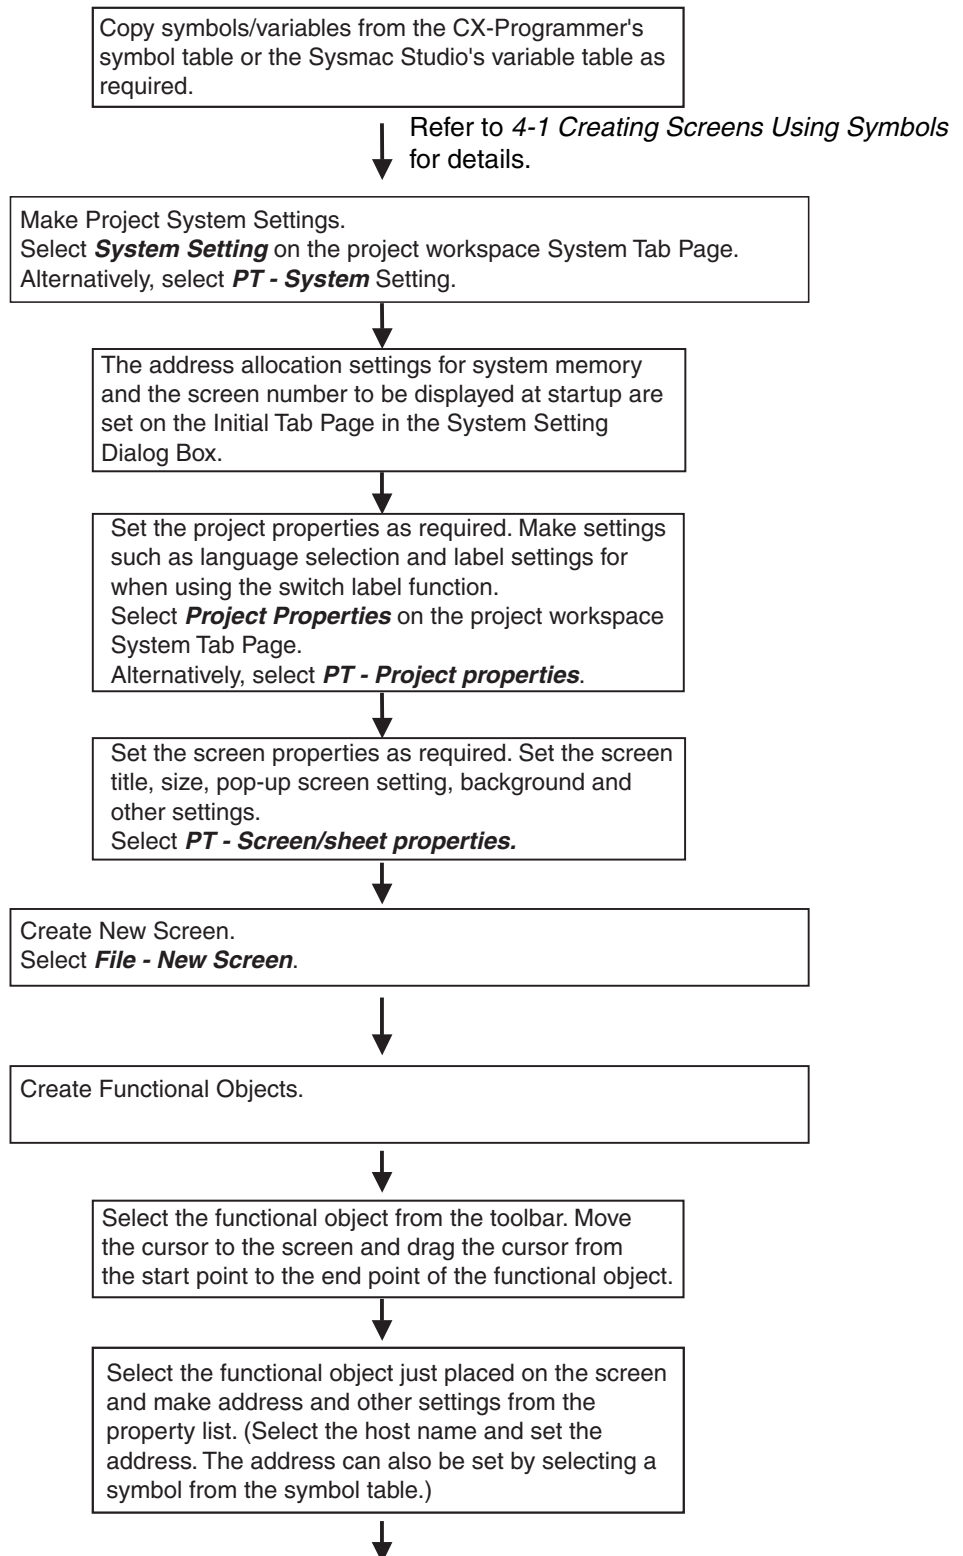 Copy symbols/variables from the CX-Programmer's
symbol table or the Sysmac Studio's variable table as
required.
Refer to 4-1 Creating Screens Using Symbols
for details.
Make Project System Settings.
Select System Setting on the project workspace System Tab Page.
Alternatively, select PT - System Setting.
The address allocation settings for system memory
and the screen number to be displayed at startup are
set on the Initial Tab Page in the System Setting
Dialog Box.
Set the project properties as required. Make settings
such as language selection and label settings for
when using the switch label function.
Select Project Properties on the project workspace
System Tab Page.
Alternatively, select PT - Project properties.
Set the screen properties as required. Set the screen
title, size, pop-up screen setting, background and
other settings.
Select PT - Screen/sheet properties.
Create New Screen.
Select File - New Screen.
Create Functional Objects.
Select the functional object from the toolbar. Move
the cursor to the screen and drag the cursor from
the start point to the end point of the functional object.
Select the functional object just placed on the screen
and make address and other settings from the
property list. (Select the host name and set the
address. The address can also be set by selecting a
symbol from the symbol table.)